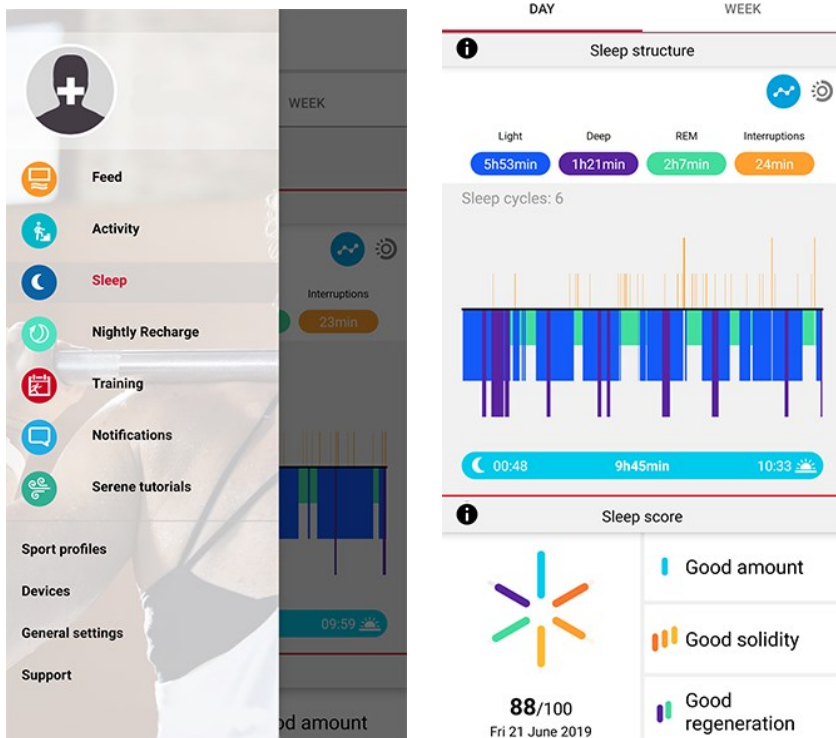 WEEK
Feed
Activity
Sleep
Interruptions
23min
Nightly Recharge
Training
Notifications
Serene tutorials
Sport profiles
Devices
General settings
09:59
Support
od amount
DAY
WEEK
Sleep structure
Light
Deep
REM
Interruptions
5h53min
1h21min
2h7min
24min
Sleep cycles: 6
00:48
9h45min
10:33
Sleep score
Good amount
Good solidity
88/100
Fri 21 June 2019
Good
regeneration